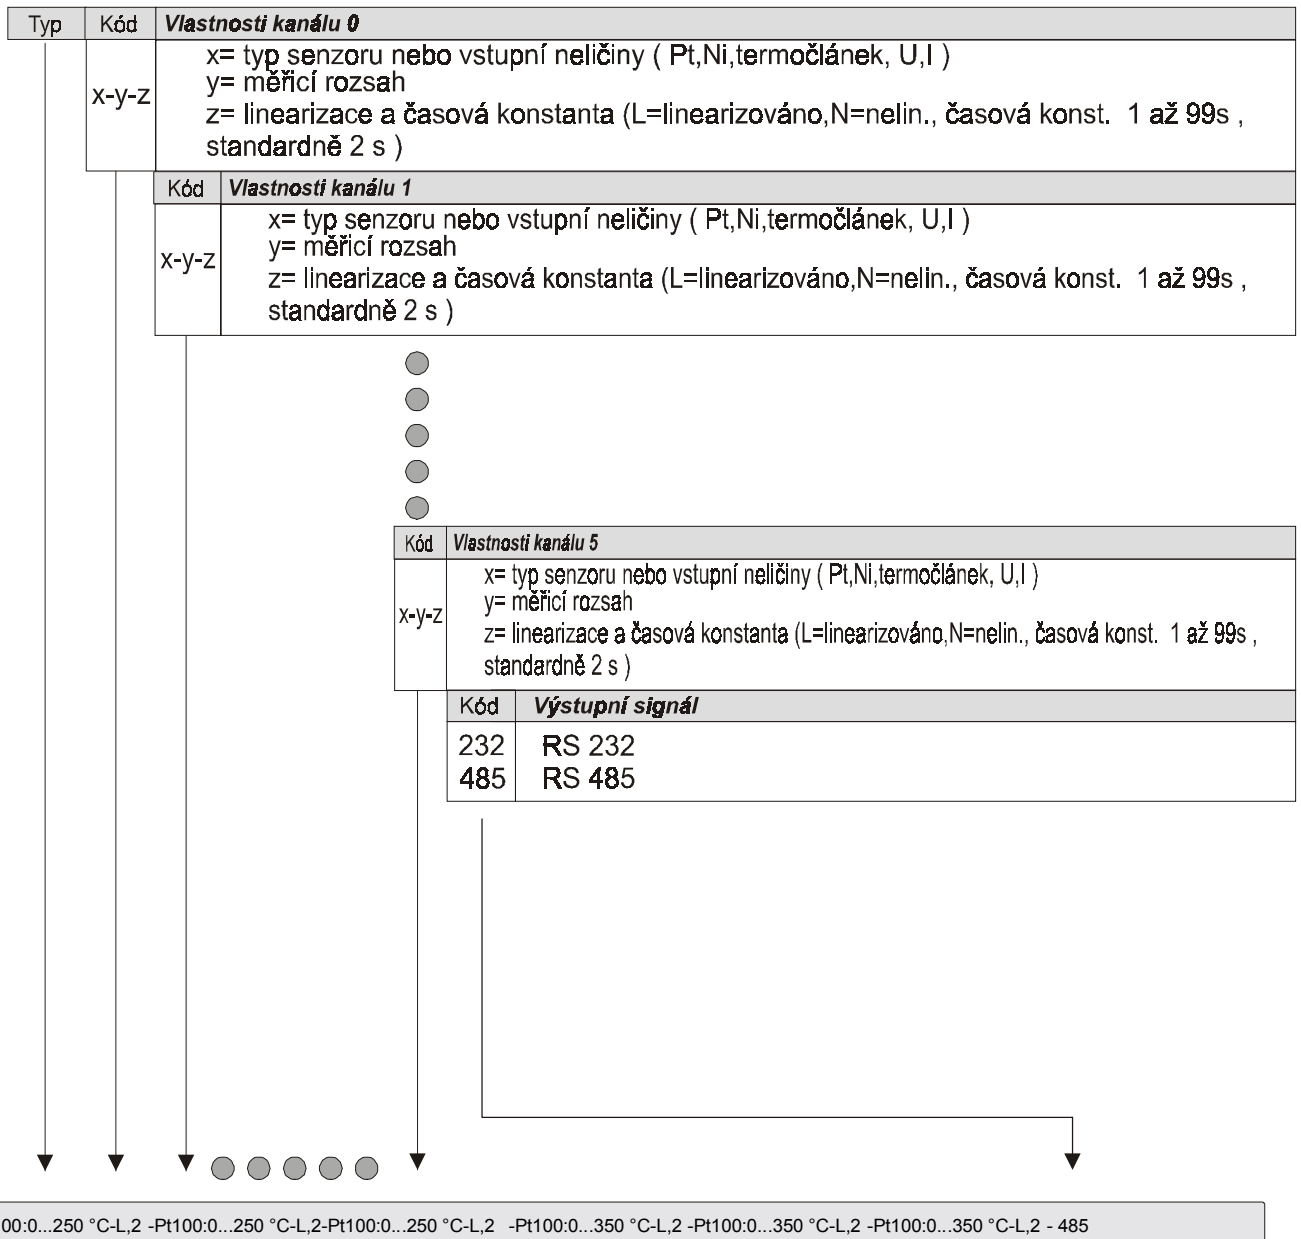 Typ Kód Vlastnosti kanálu 0
x-y-z
x= typ senzoru nebo vstupní neličiny ( Pt,Ni,termočlánek, U,I )
y= měřicí rozsah
z= linearizace a časová konstanta (L=linearizováno,N=nelin., časová konst. 1 až 99s ,
standardně 2 s )
Kód Vlastnosti kanálu 1
x-y-z
x= typ senzoru nebo vstupní neličiny ( Pt,Ni,termočlánek, U,I )
y= měřicí rozsah
z= linearizace a časová konstanta (L=linearizováno,N=nelin., časová konst. 1 až 99s ,
standardně 2 s )
Kód Vlastnosti kanálu 5
x-y-z
x= typ senzoru nebo vstupní neličiny ( Pt,Ni,termočlánek, U,I )
y= měřicí rozsah
z= linearizace a časová konstanta (L=linearizováno,N=nelin., časová konst. 1 až 99s ,
standardně 2 s )
Kód Výstupní signál
232 RS 232
485 RS 485
00:0...250 °C-L,2 -Pt100:0...250 °C-L,2-Pt100:0...250 °C-L,2 -Pt100:0...350 °C-L,2 -Pt100:0...350 °C-L,2 -Pt100:0...350 °C-L,2 - 485